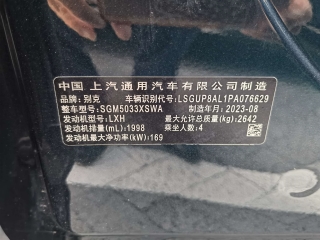 中国 上汽通用汽车有限公司制造
品牌:别克 车辆识别代号:LSGUP8AL1PA076629
整车型号:SGM5033XSWA 制造年月:2023-08
发动机型号:LXH 最大允许总质量(kg):2642
发动机排量(mL):1998 乘坐人数:4
发动机最大净功率(kW):169